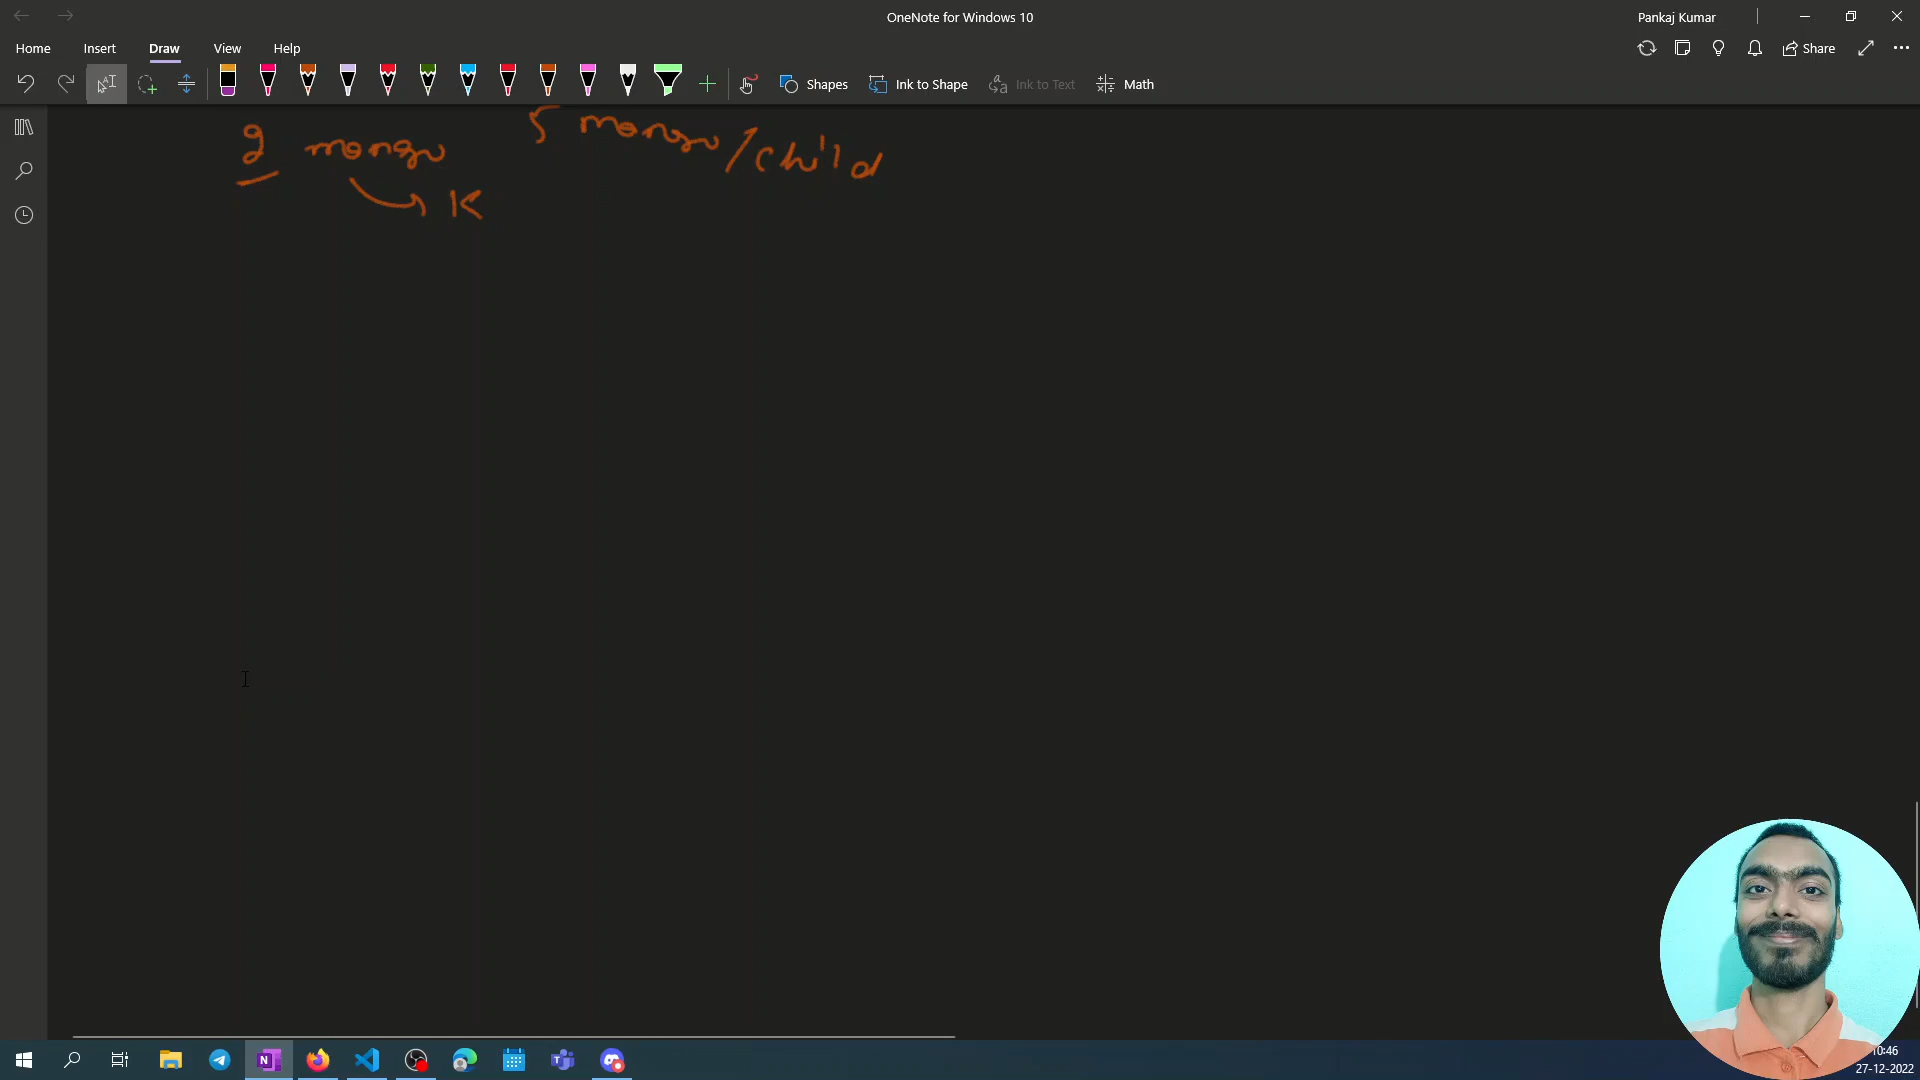 OneNote for Windows 10
Pankaj Kumar
Home Insert Draw View Help
Share
Shapes Ink to Shape Ink to Text Math
5 mango/child
2 mango
K
10:46
27-12-2022